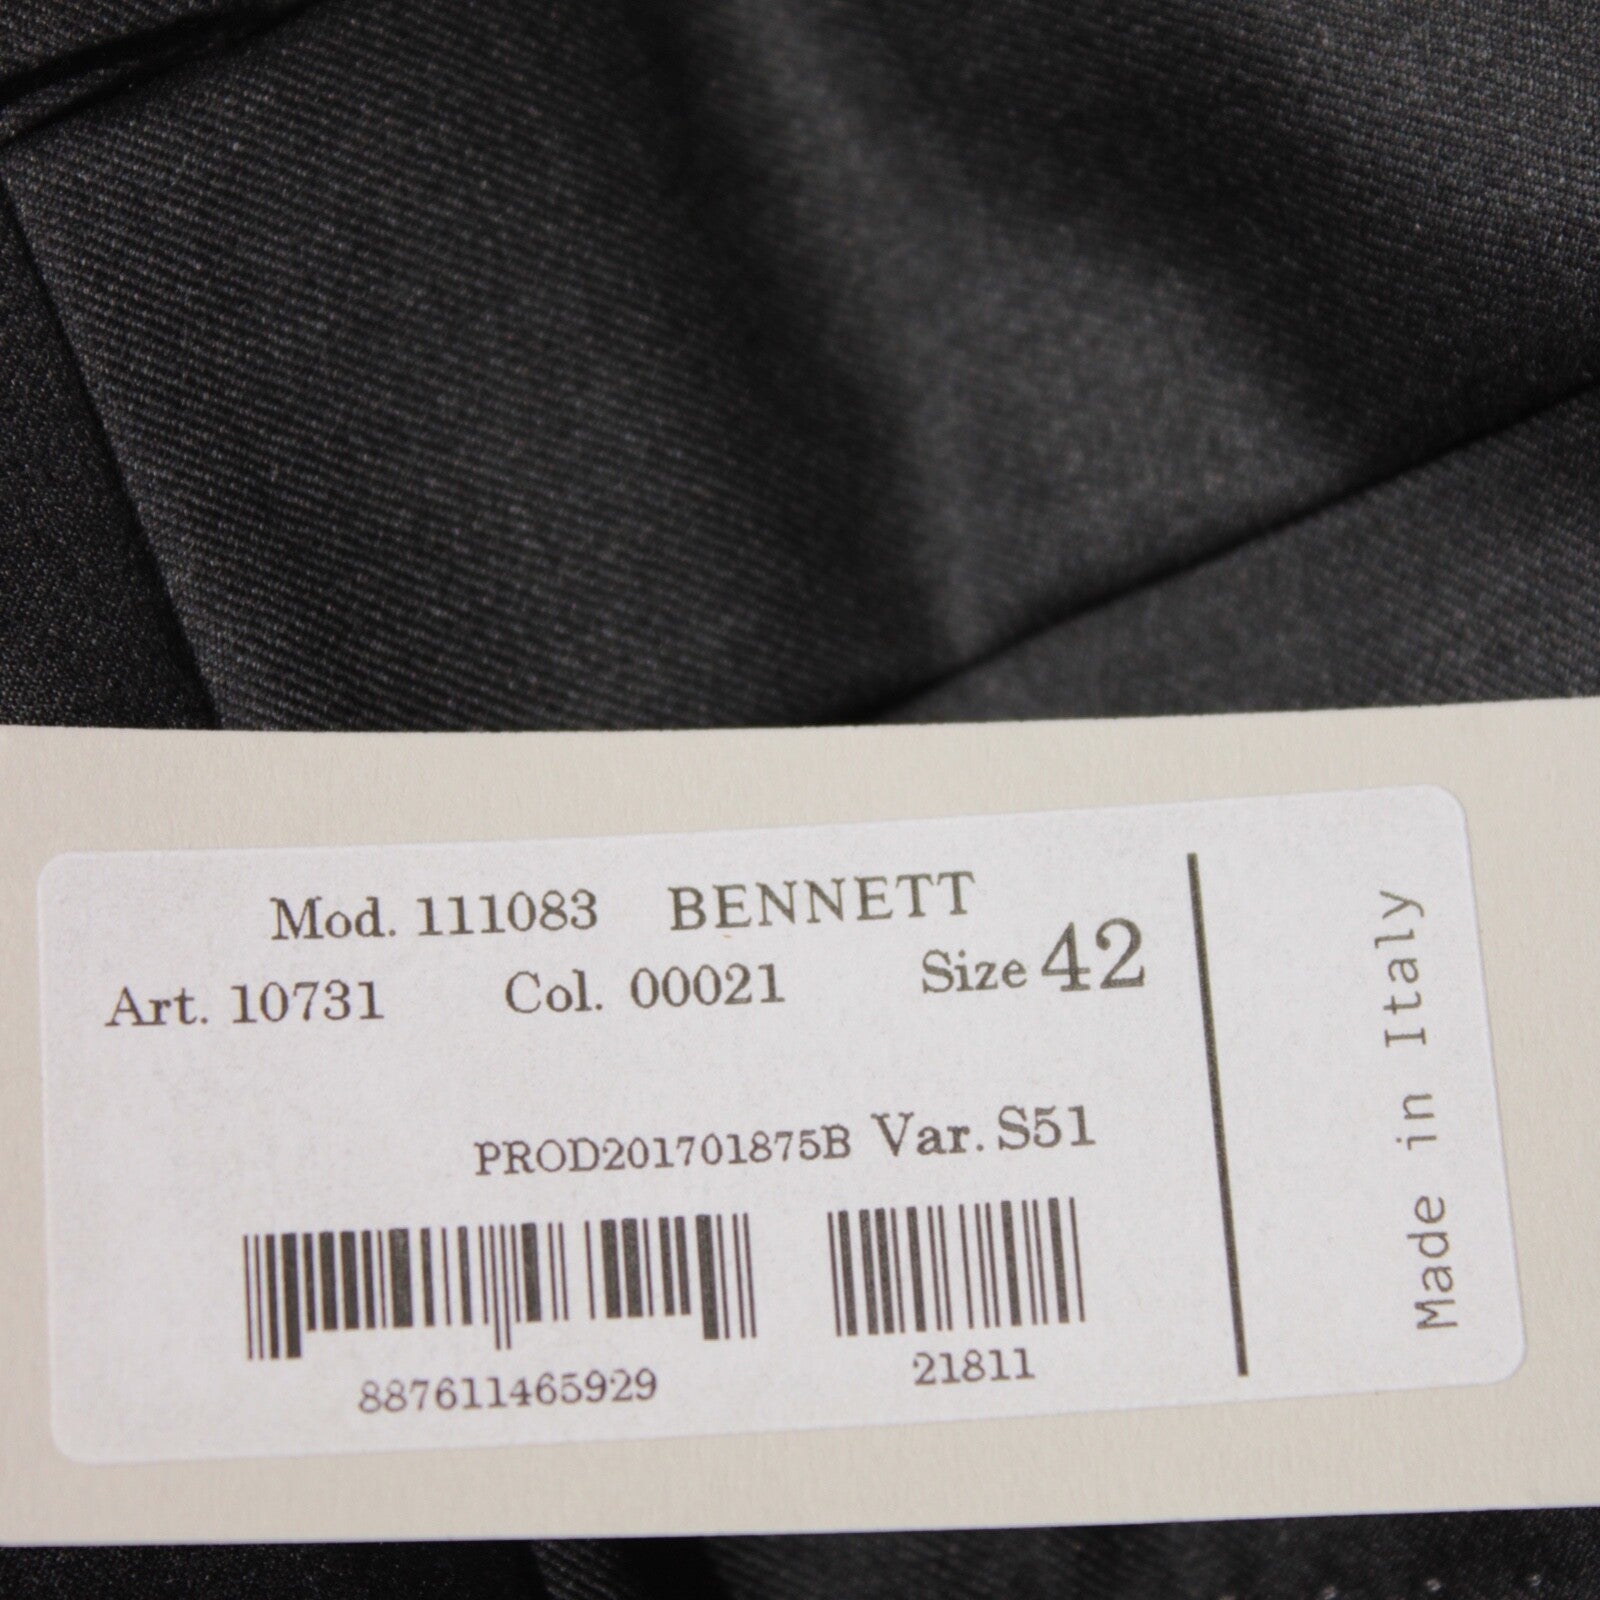 Mod. 111083 BENNETT
Art. 10731 Col. 00021 Size 42
PROD201701875B Var. S51
887611465929 21811
Made in Italy